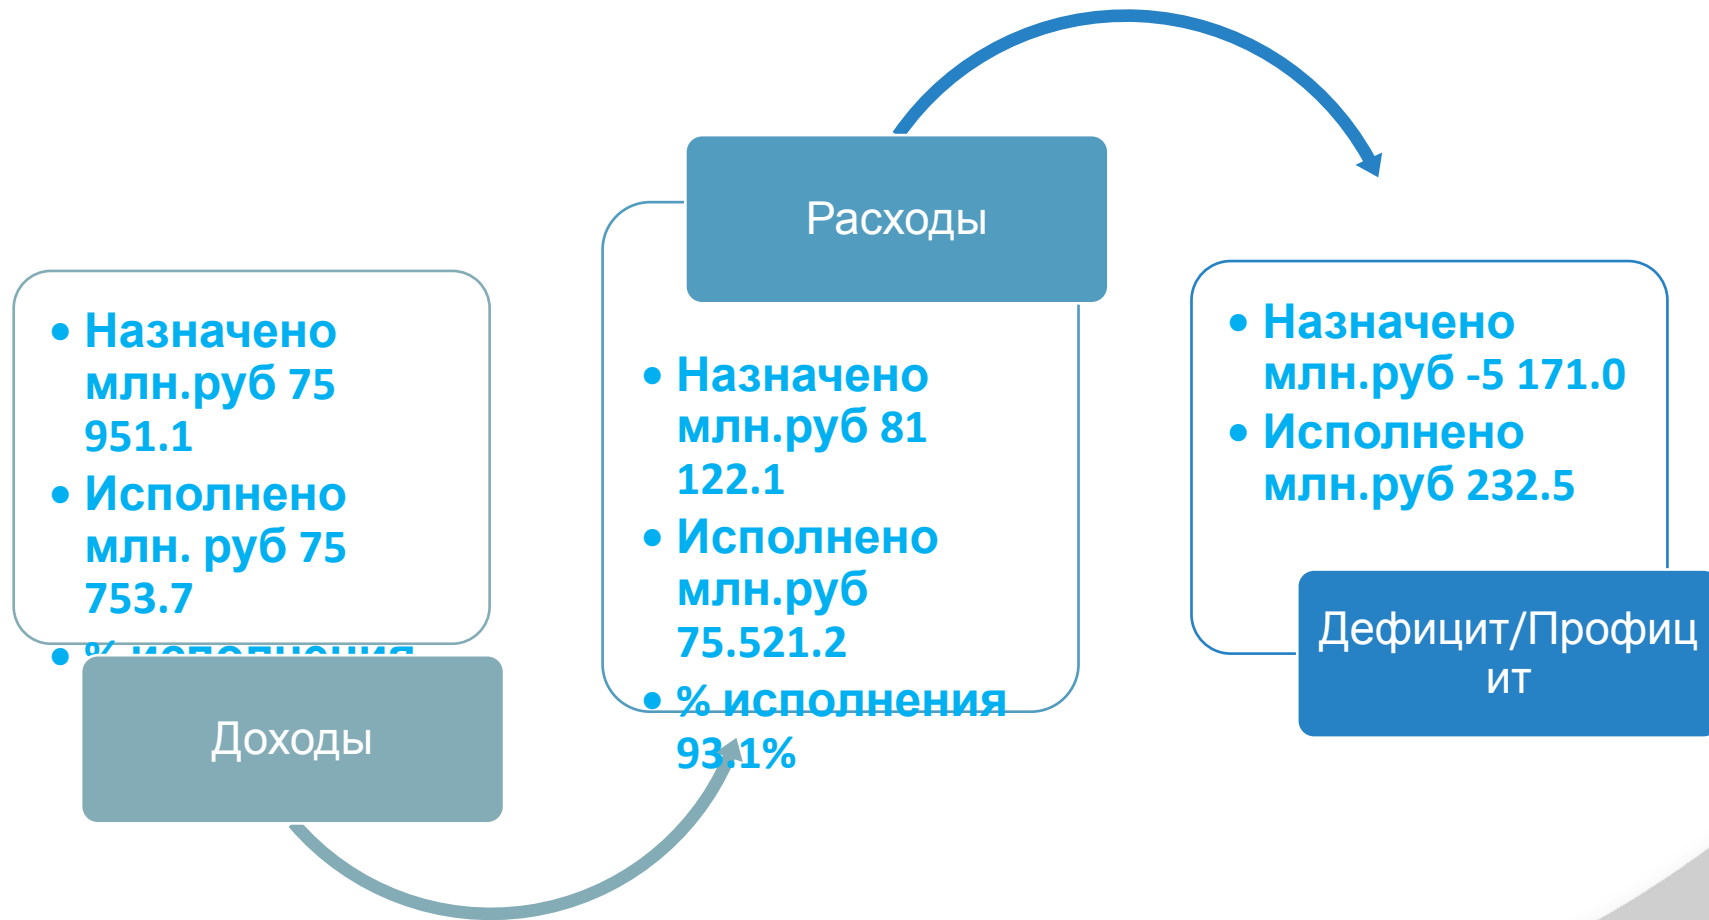 • Назначено
млн.руб 75
951.1
• Исполнено
млн. руб 75
753.7
• % исполнения
Доходы
Расходы
• Назначено
млн.руб 81
122.1
• Исполнено
млн.руб
75.521.2
• % исполнения
93.1%
• Назначено
млн.руб -5 171.0
• Исполнено
млн.руб 232.5
Дефицит/Профиц
ит